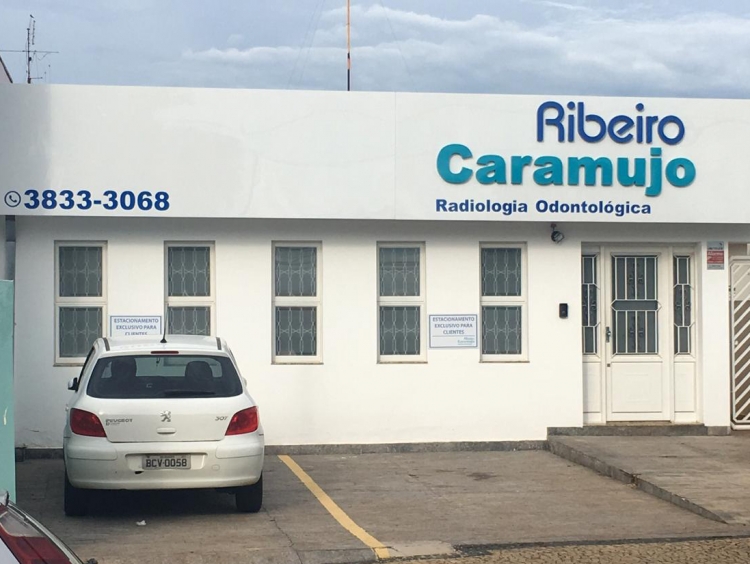 Ribeiro
Caramujo
Radiologia Odontológica
3833-3068
ESTACIONAMENTO
EXCLUSIVO PARA
CLIENTES
ESTACIONAMENTO
EXCLUSIVO PARA
CLIENTES
PEUGEOT
307
BCV-0058